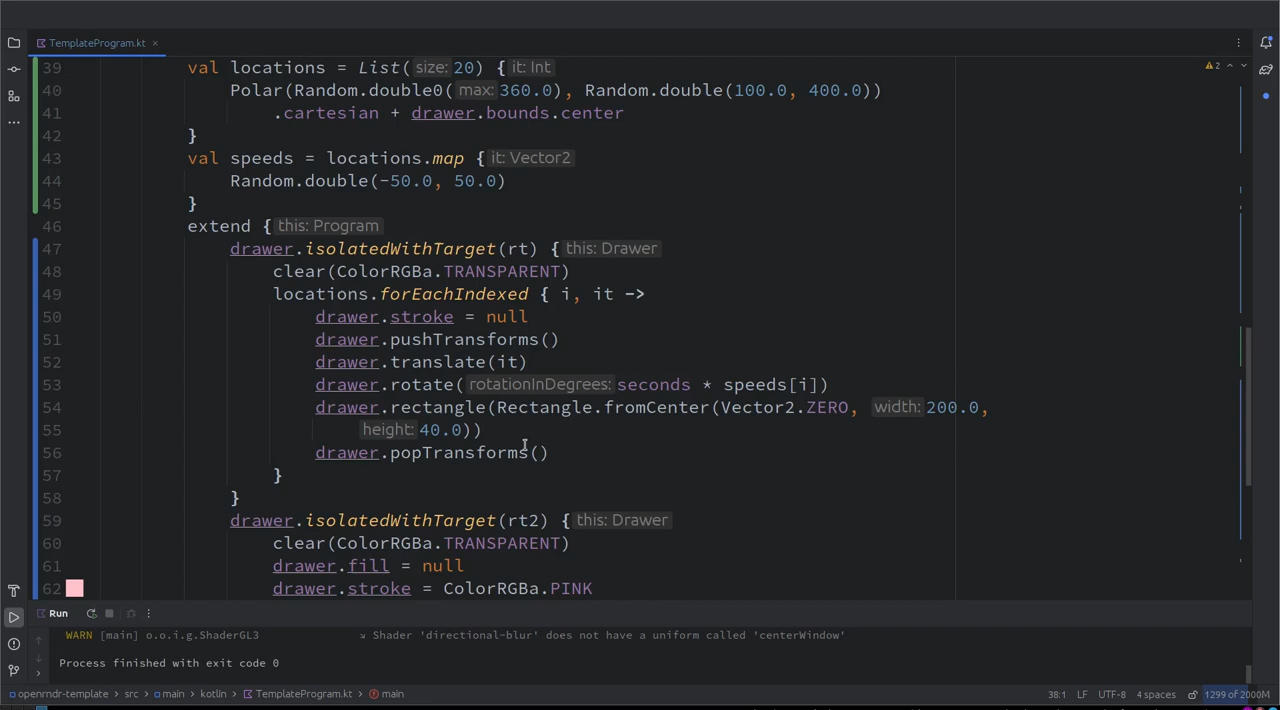 TemplateProgram.kt ×
2
39 val locations = List( size: 20) { it: Int
40 Polar(Random.double0( max: 360.0), Random.double(100.0, 400.0))
41 .cartesian + drawer.bounds.center
42 }
43 val speeds = locations.map { it: Vector2
44 Random.double(-50.0, 50.0)
45 }
46 extend { this: Program
47 drawer.isolatedWithTarget(rt) { this: Drawer
48 clear(ColorRGBa.TRANSPARENT)
49 locations.forEachIndexed { i, it ->
50 drawer.stroke = null
51 drawer.pushTransforms()
52 drawer.translate(it)
53 drawer.rotate( rotationInDegrees: seconds * speeds[i])
54 drawer.rectangle(Rectangle.fromCenter(Vector2.ZERO, width: 200.0,
55 height: 40.0))
56 drawer.popTransforms()
57 }
58 }
59 drawer.isolatedWithTarget(rt2) { this: Drawer
60 clear(ColorRGBa.TRANSPARENT)
61 drawer.fill = null
62 drawer.stroke = ColorRGBa.PINK
Run
WARN [main] o.o.i.g.ShaderGL3 ↘ Shader 'directional-blur' does not have a uniform called 'centerWindow'
Process finished with exit code 0
openrndr-template > src > main > kotlin > TemplateProgram.kt > main 38:1 LF UTF-8 4 spaces 1299 of 2000M